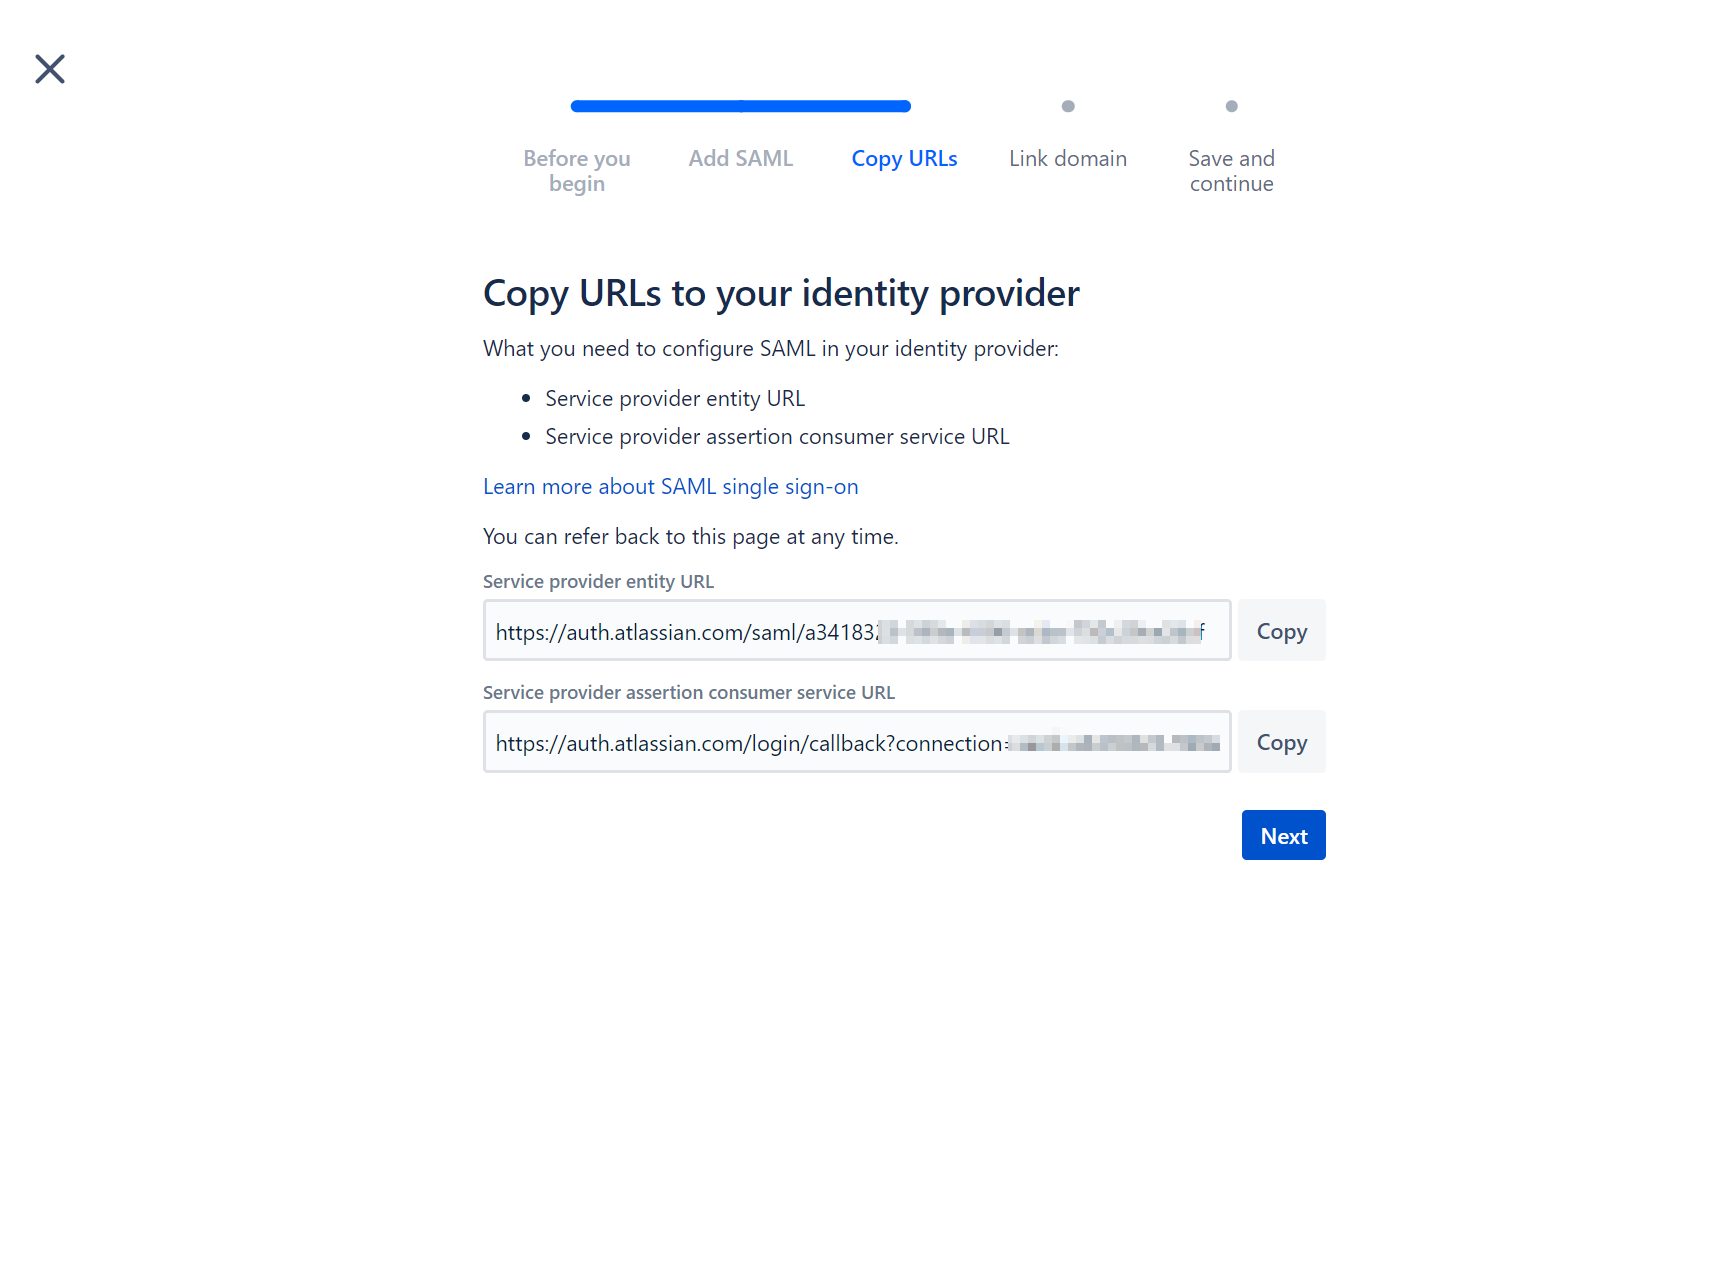 Before you
begin
Add SAML
Copy URLs
Link domain
Save and
continue
Copy URLs to your identity provider
What you need to configure SAML in your identity provider:
Service provider entity URL
Service provider assertion consumer service URL
Learn more about SAML single sign-on
You can refer back to this page at any time.
Service provider entity URL
https://auth.atlassian.com/saml/a34183
Copy
Service provider assertion consumer service URL
https://auth.atlassian.com/login/callback?connection=
Copy
Next